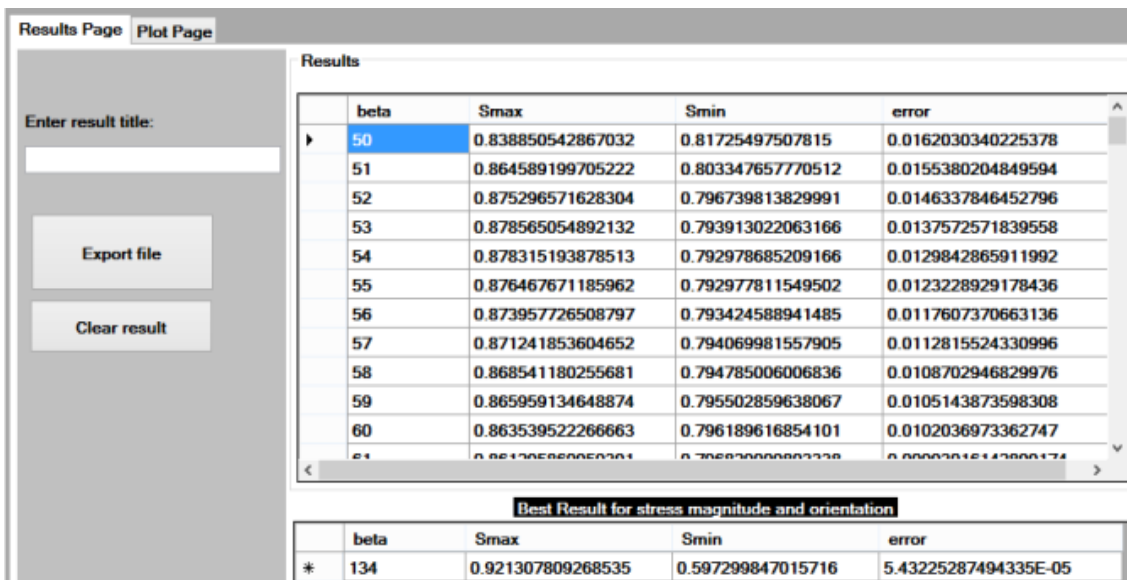 Results Page Plot Page
Results
Enter result title:
Export file
Clear result
beta Smax Smin error
50 0.838850542867032 0.81725497507815 0.0162030340225378
51 0.864589199705222 0.803347657770512 0.0155380204849594
52 0.875296571628304 0.796739813829991 0.0146337846452796
53 0.878565054892132 0.793913022063166 0.0137572571839558
54 0.878315193878513 0.792978685209166 0.0129842865911992
55 0.876467671185962 0.792977811549502 0.0123228929178436
56 0.873957726508797 0.793424588941485 0.0117607370663136
57 0.871241853604652 0.794069981557905 0.0112815524330996
58 0.868541180255681 0.794785006006836 0.0108702946829976
59 0.865959134648874 0.795502859638067 0.0105143873598308
60 0.863539522266663 0.796189616854101 0.0102036973362747
61
Best Result for stress magnitude and orientation
beta Smax Smin error
* 134 0.921307809268535 0.597299847015716 5.43225287494335E-05